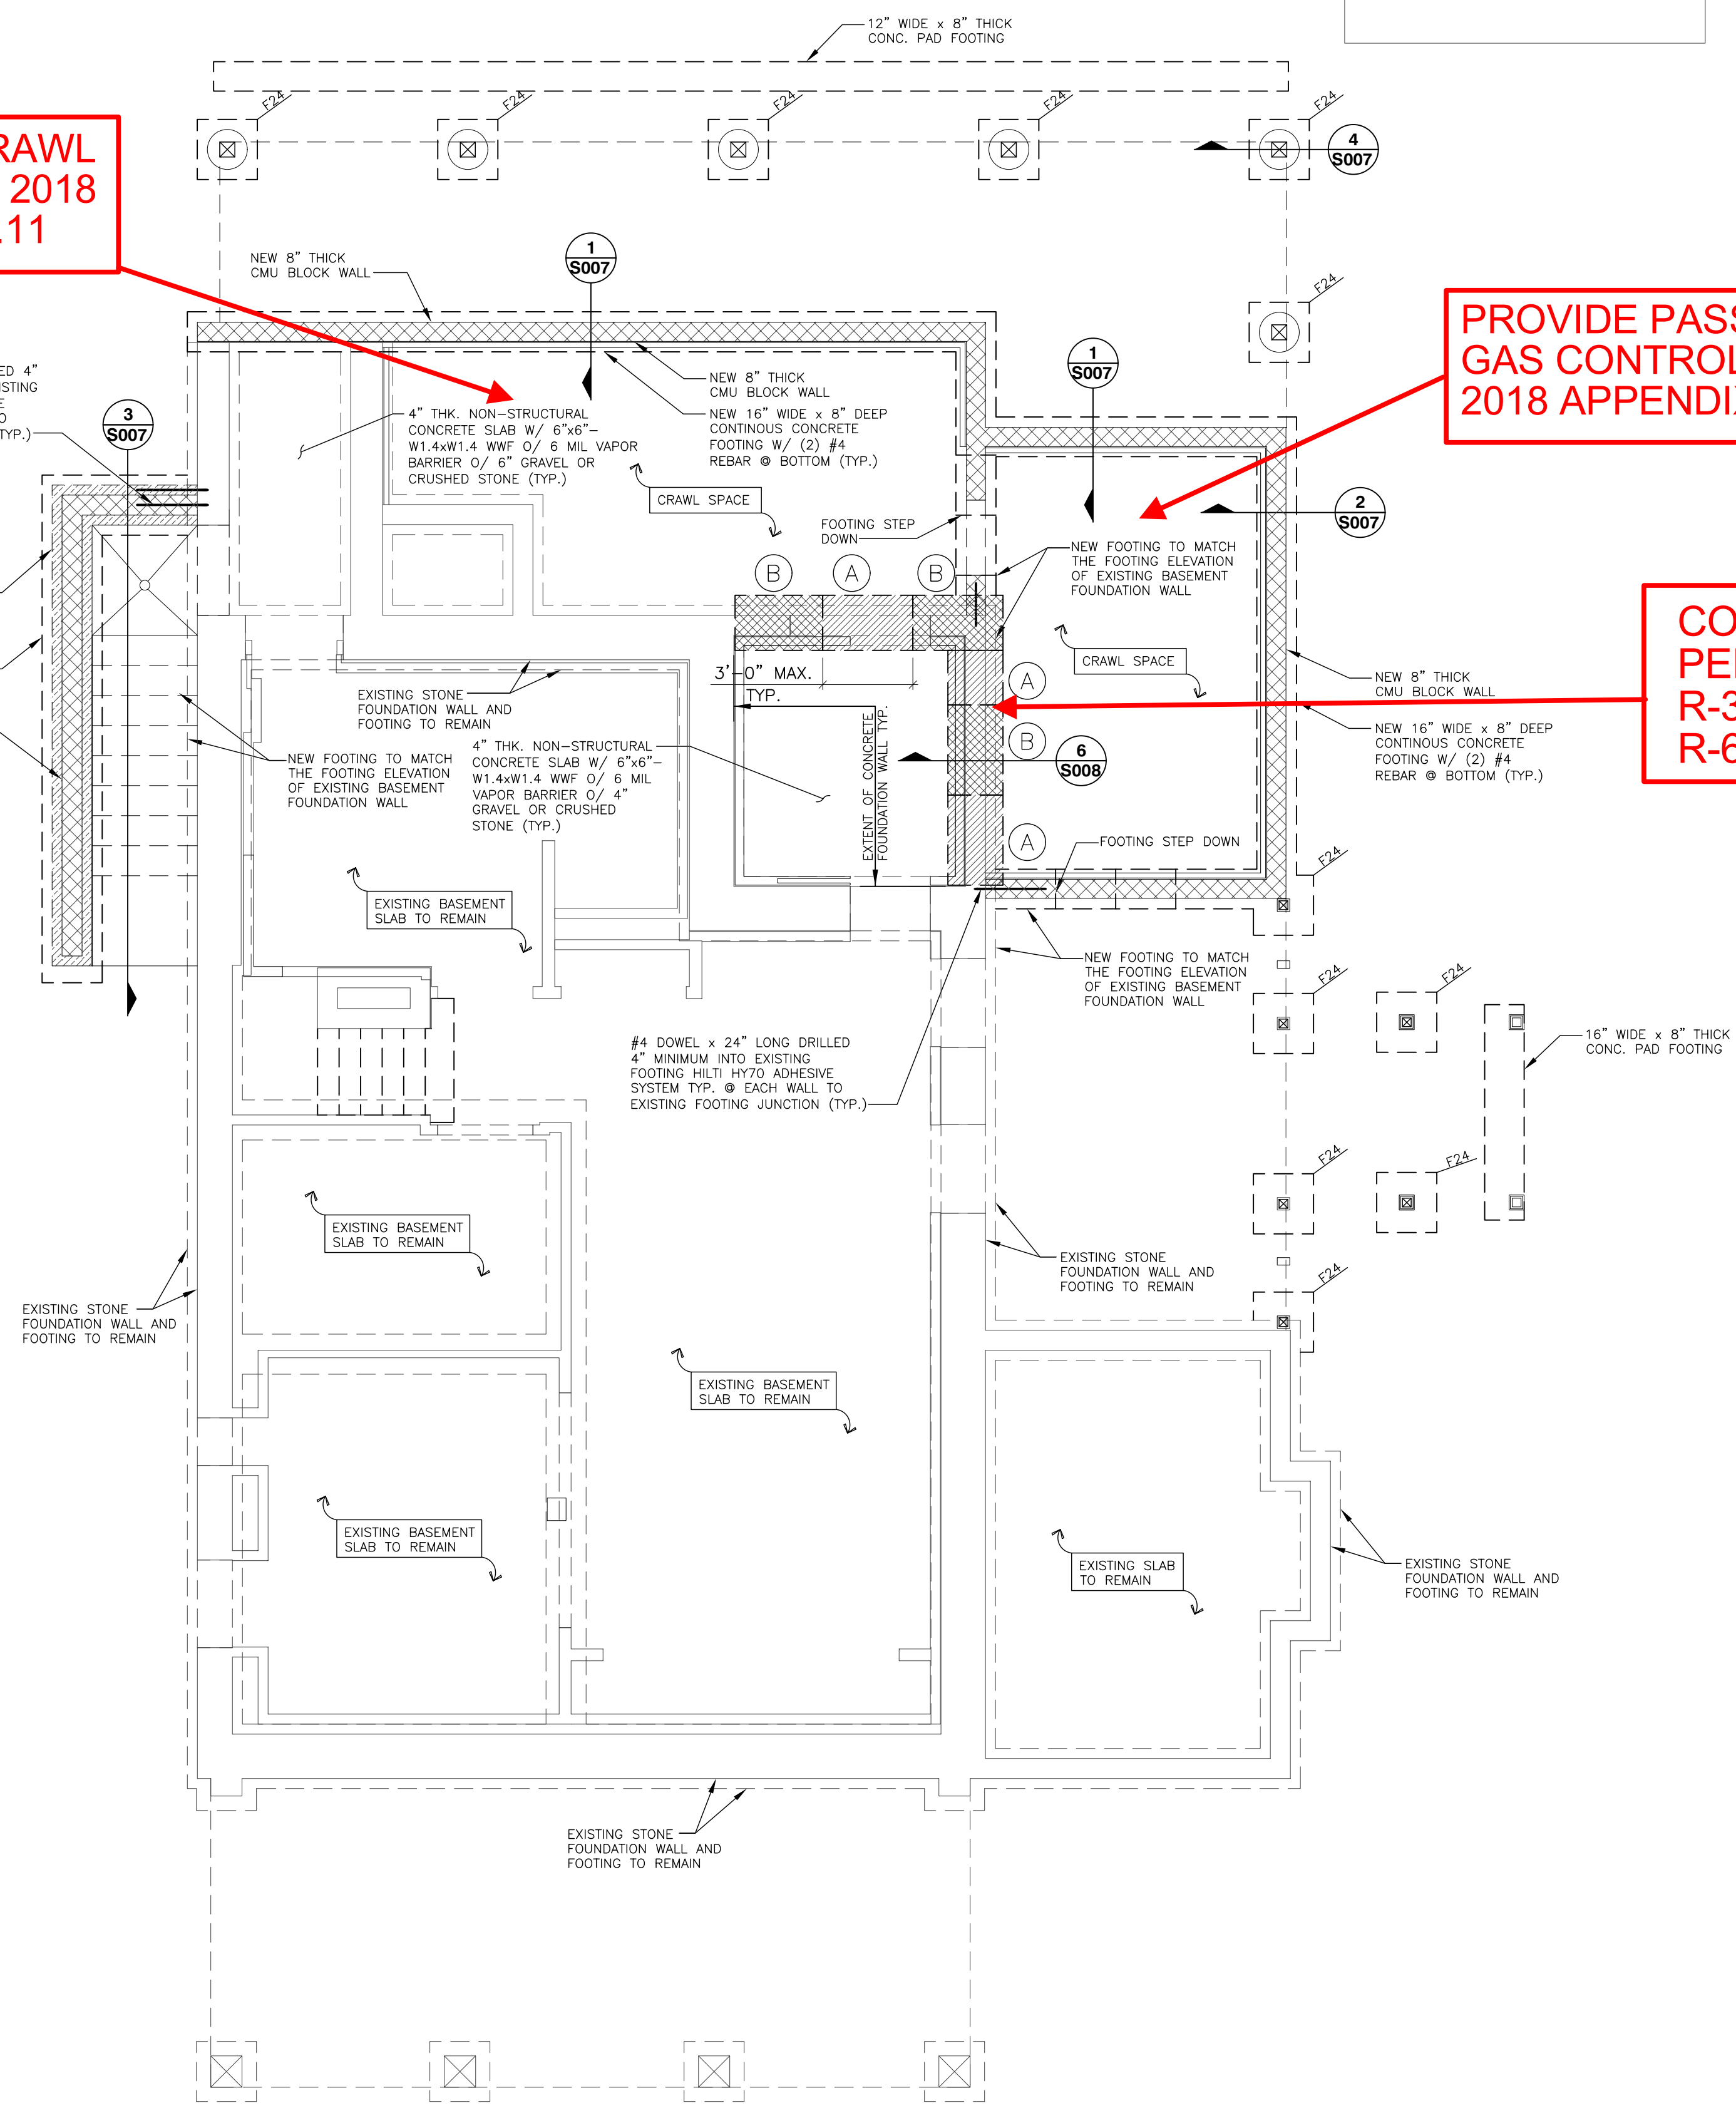 12" WIDE x 8" THICK
CONC. PAD FOOTING
F24
F24
F24
F24
F24
4
S007
2018
.11
NEW 8" THICK
CMU BLOCK WALL
1
S007
F24
PROVIDE
GAS CONTROL
2018
1
S007
4"
3
S007
TYP.)
4" THK. NON-STRUCTURAL
CONCRETE SLAB W/ 6"x6"-
W1.4xW1.4 WWF O/ 6 MIL VAPOR
BARRIER O/ 6" GRAVEL OR
CRUSHED STONE (TYP.)
NEW 8" THICK
CMU BLOCK WALL
NEW 16" WIDE x 8" DEEP
CONTINOUS CONCRETE
FOOTING W/ (2) #4
REBAR @ BOTTOM (TYP.)
CRAWL SPACE
2
S007
FOOTING STEP
DOWN
NEW FOOTING TO MATCH
THE FOOTING ELEVATION
OF EXISTING BASEMENT
FOUNDATION WALL
B
A
B
CRAWL SPACE
3'-0" MAX.
TYP.
A
NEW 8" THICK
CMU BLOCK WALL
EXISTING STONE
FOUNDATION WALL AND
FOOTING TO REMAIN
NEW 16" WIDE x 8" DEEP
CONTINOUS CONCRETE
FOOTING W/ (2) #4
REBAR @ BOTTOM (TYP.)
4" THK. NON-STRUCTURAL
CONCRETE SLAB W/ 6"x6"-
W1.4xW1.4 WWF O/ 6 MIL
VAPOR BARRIER O/ 4"
GRAVEL OR CRUSHED
STONE (TYP.)
NEW FOOTING TO MATCH
THE FOOTING ELEVATION
OF EXISTING BASEMENT
FOUNDATION WALL
EXTENT OF CONCRETE
FOUNDATION WALL TYP.
B
6
S008
A
FOOTING STEP DOWN
F24
EXISTING BASEMENT
SLAB TO REMAIN
NEW FOOTING TO MATCH
THE FOOTING ELEVATION
OF EXISTING BASEMENT
FOUNDATION WALL
F24
F24
16" WIDE x 8" THICK
CONC. PAD FOOTING
#4 DOWEL x 24" LONG DRILLED
4" MINIMUM INTO EXISTING
FOOTING HILTI HY70 ADHESIVE
SYSTEM TYP. @ EACH WALL TO
EXISTING FOOTING JUNCTION (TYP.)
F24
F24
EXISTING BASEMENT
SLAB TO REMAIN
EXISTING STONE
FOUNDATION WALL AND
FOOTING TO REMAIN
F24
EXISTING STONE
FOUNDATION WALL AND
FOOTING TO REMAIN
EXISTING BASEMENT
SLAB TO REMAIN
EXISTING BASEMENT
SLAB TO REMAIN
EXISTING SLAB
TO REMAIN
EXISTING STONE
FOUNDATION WALL AND
FOOTING TO REMAIN
EXISTING STONE
FOUNDATION WALL AND
FOOTING TO REMAIN